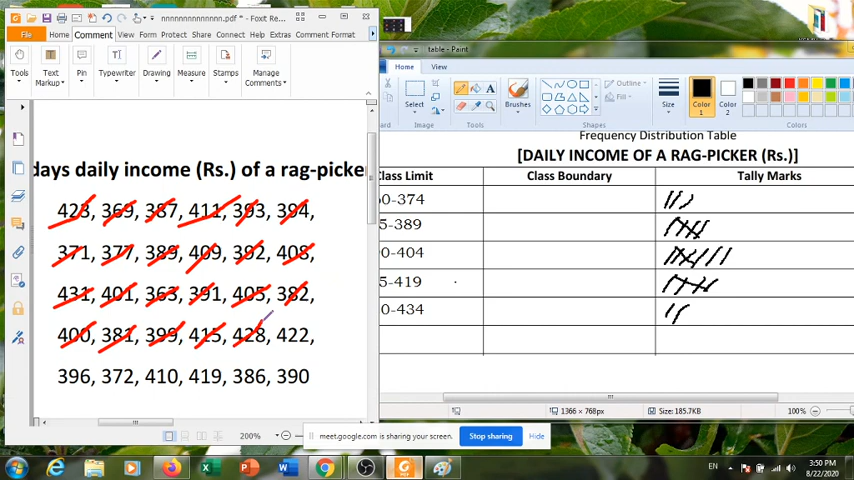 nnnnnnnnnnnnn.pdf * - Foxit Re...
File Home Comment View Form Protect Share Connect Help Extras Comment Format
Tools
Text Markup
Pin
Typewriter
Drawing
Measure
Stamps
Manage Comments
days daily income (Rs.) of a rag-picker
423, 369, 387, 411, 393, 394,
371, 377, 389, 409, 392, 408,
431, 401, 363, 391, 405, 382,
400, 381, 399, 415, 428, 422,
396, 372, 410, 419, 386, 390
200%
table - Paint
Home View
Select
Image
Tools
Brushes
Shapes
Outline
Fill
Size
Color 1
Color 2
Colors
Frequency Distribution Table
[DAILY INCOME OF A RAG-PICKER (Rs.)]
Class Limit Class Boundary Tally Marks
0-374
5-389
0-404
5-419
0-434
1366 × 768px
Size: 185.7KB
100%
meet.google.com is sharing your screen. Stop sharing Hide
EN
3:50 PM
8/22/2020